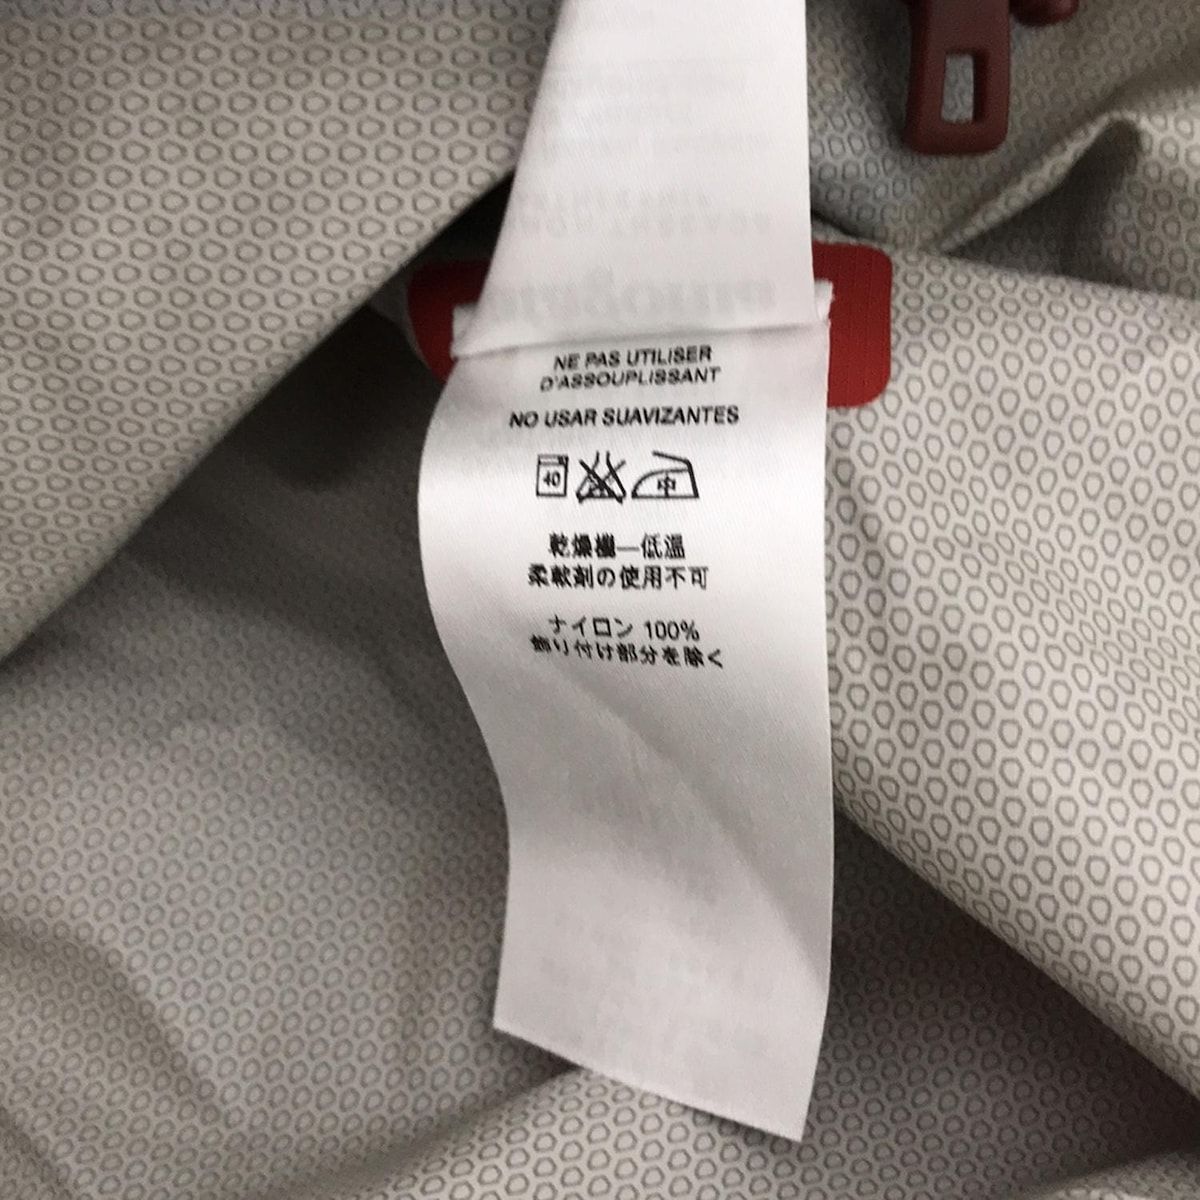 NE PAS UTILISER
D'ASSOUPLISSANT
NO USAR SUAVIZANTES
40 中
乾燥機—低温
柔軟剤の使用不可
ナイロン 100%
飾り付け部分を除く